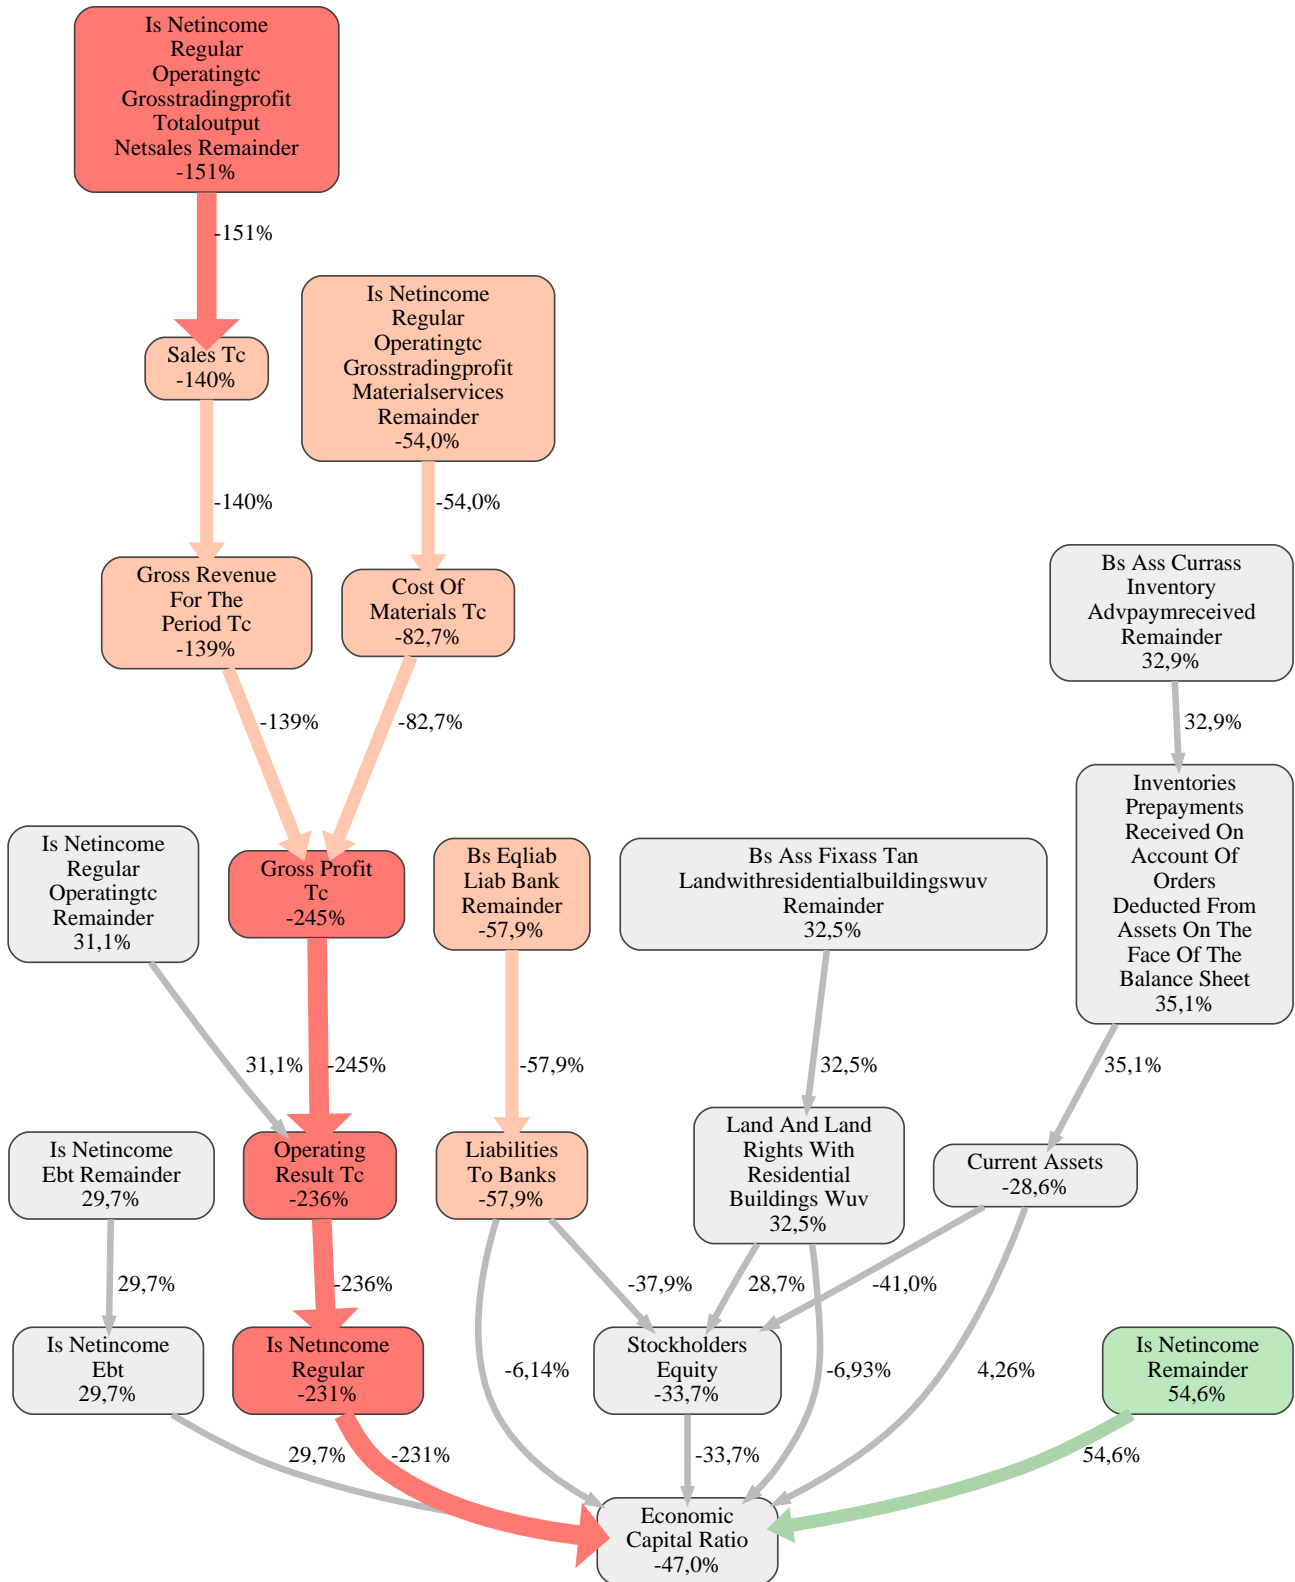 Is Netincome
Regular
Operatingtc
Grosstradingprofit
Totaloutput
Netsales Remainder
-151%
-151%
Sales Tc
-140%
Is Netincome
Regular
Operatingtc
Grosstradingprofit
Materialservices
Remainder
-54,0%
-140%
-54,0%
Gross Revenue
For The
Period Tc
-139%
Cost Of
Materials Tc
-82,7%
Bs Ass Currass
Inventory
Advpaymreceived
Remainder
32,9%
-139%
-82,7%
32,9%
Is Netincome
Regular
Operatingtc
Remainder
31,1%
Gross Profit
Tc
-245%
Bs Eqliab
Liab Bank
Remainder
-57,9%
Bs Ass Fixass Tan
Landwithresidentialbuildingswuv
Remainder
32,5%
Inventories
Prepayments
Received On
Account Of
Orders
Deducted From
Assets On The
Face Of The
Balance Sheet
35,1%
31,1%
-245%
-57,9%
32,5%
35,1%
Is Netincome
Ebt Remainder
29,7%
Operating
Result Tc
-236%
Liabilities
To Banks
-57,9%
Land And Land
Rights With
Residential
Buildings Wuv
32,5%
Current Assets
-28,6%
29,7%
-236%
-37,9%
28,7%
-41,0%
Is Netincome
Ebt
29,7%
Is Netincome
Regular
-231%
-6,14%
Stockholders
Equity
-33,7%
-6,93%
4,26%
Is Netincome
Remainder
54,6%
29,7%
-231%
-33,7%
54,6%
Economic
Capital Ratio
-47,0%